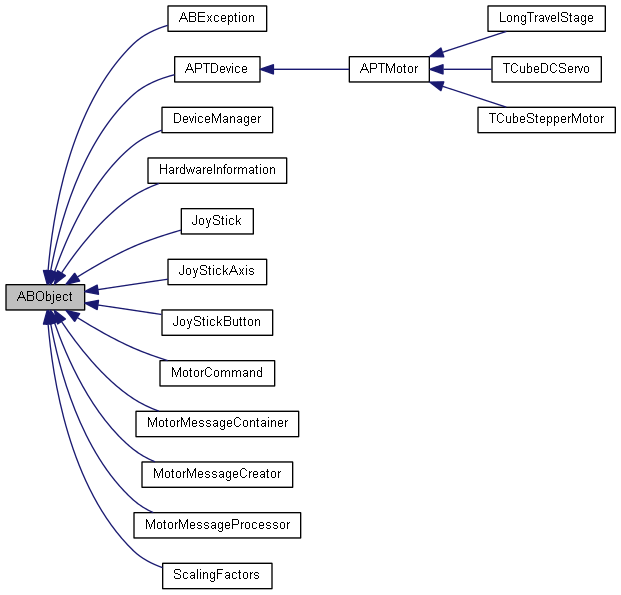 ABException
LongTravelStage
APTDevice
APTMotor
TCubeDCServo
DeviceManager
TCubeStepperMotor
HardwareInformation
JoyStick
JoyStickAxis
ABObject
JoyStickButton
MotorCommand
MotorMessageContainer
MotorMessageCreator
MotorMessageProcessor
ScalingFactors